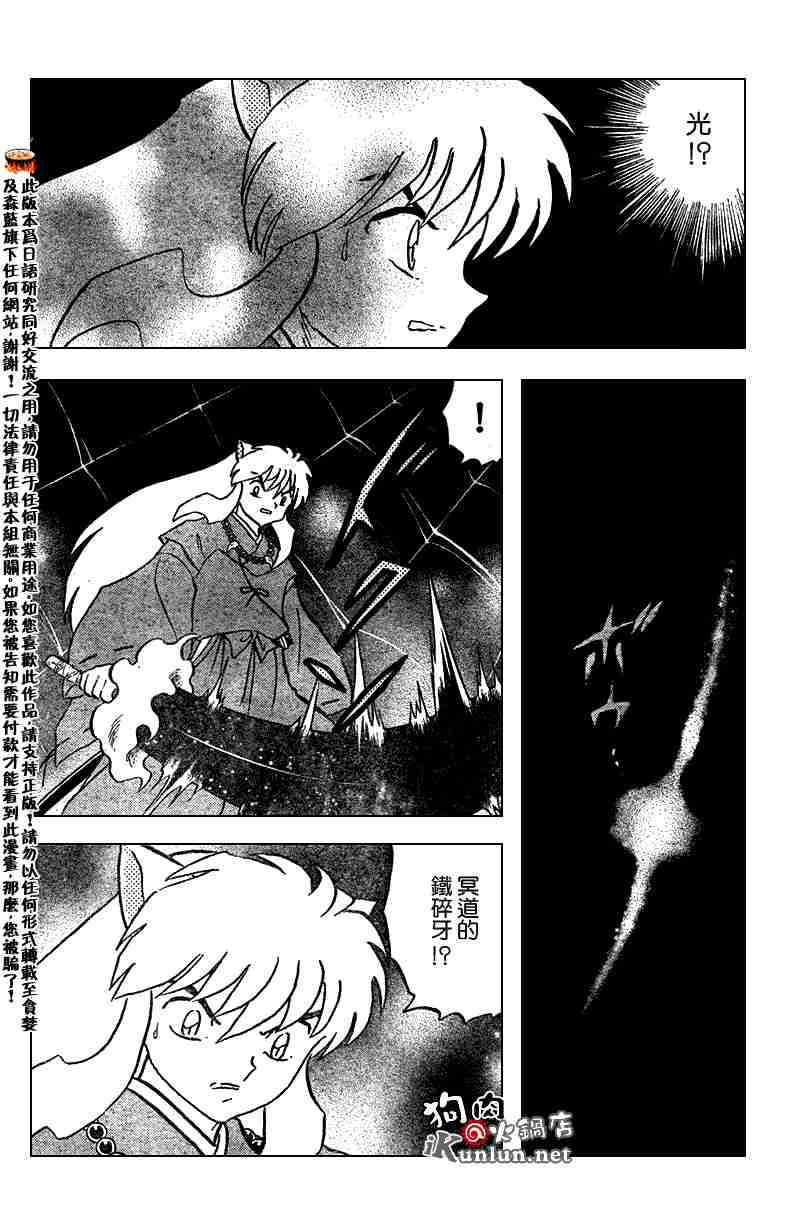 光!?
ボウ
!
冥道的
鐵碎牙!?
此版本爲日語研究同好交流之用,請勿用于任何商業用途,如您喜歡此作品,請支持正版!請勿以任何形式轉載至貪婪
及森藍旗下任何網站,謝謝!一切法律責任與本組無關。如果您被告知需要付款才能看到此漫畫,那麼,您被騙了!
狗肉火鍋店
iKunlun.net